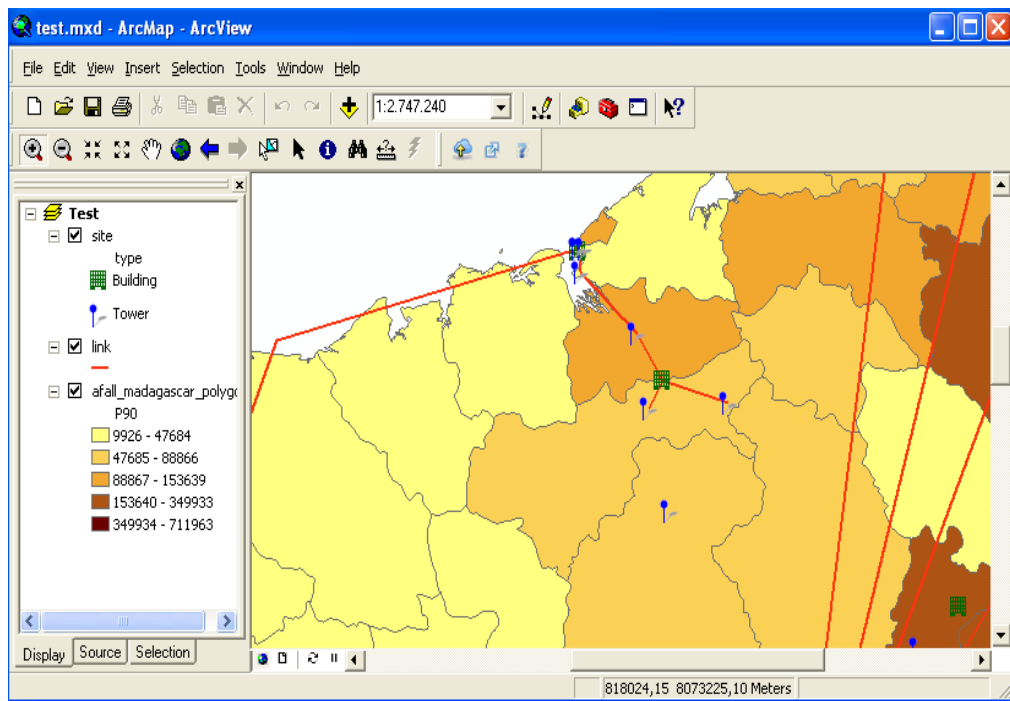 test.mxd - ArcMap - ArcView
File Edit View Insert Selection Tools Window Help
1:2.747.240
Test
site
type
Building
Tower
link
afall_madagascar_polygo
P90
9926 - 47684
47685 - 88866
88867 - 153639
153640 - 349933
349934 - 711963
Display Source Selection
818024,15 8073225,10 Meters